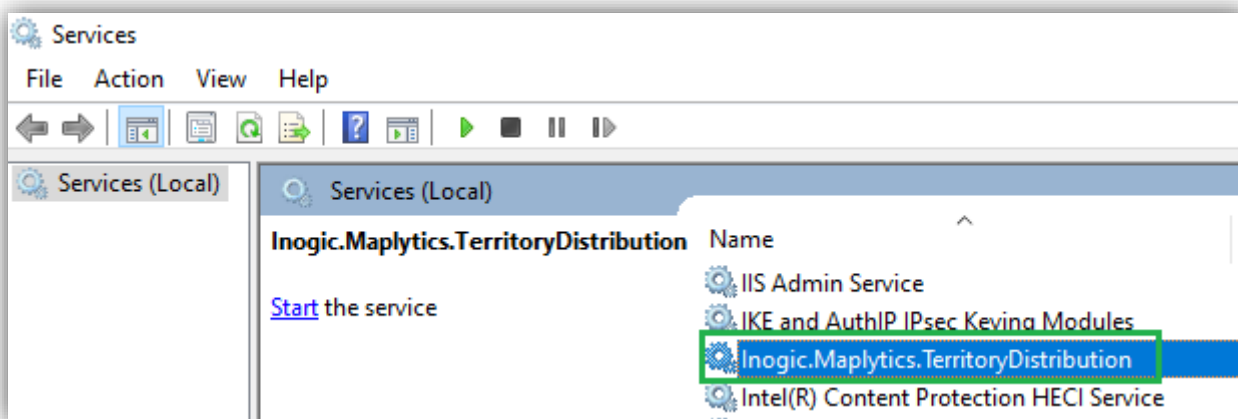 Services
File Action View Help
Services (Local)
Services (Local)
Inogic.Maplytics.TerritoryDistribution
Start the service
Name
IIS Admin Service
IKE and AuthIP IPsec Keying Modules
Inogic.Maplytics.TerritoryDistribution
Intel(R) Content Protection HECI Service